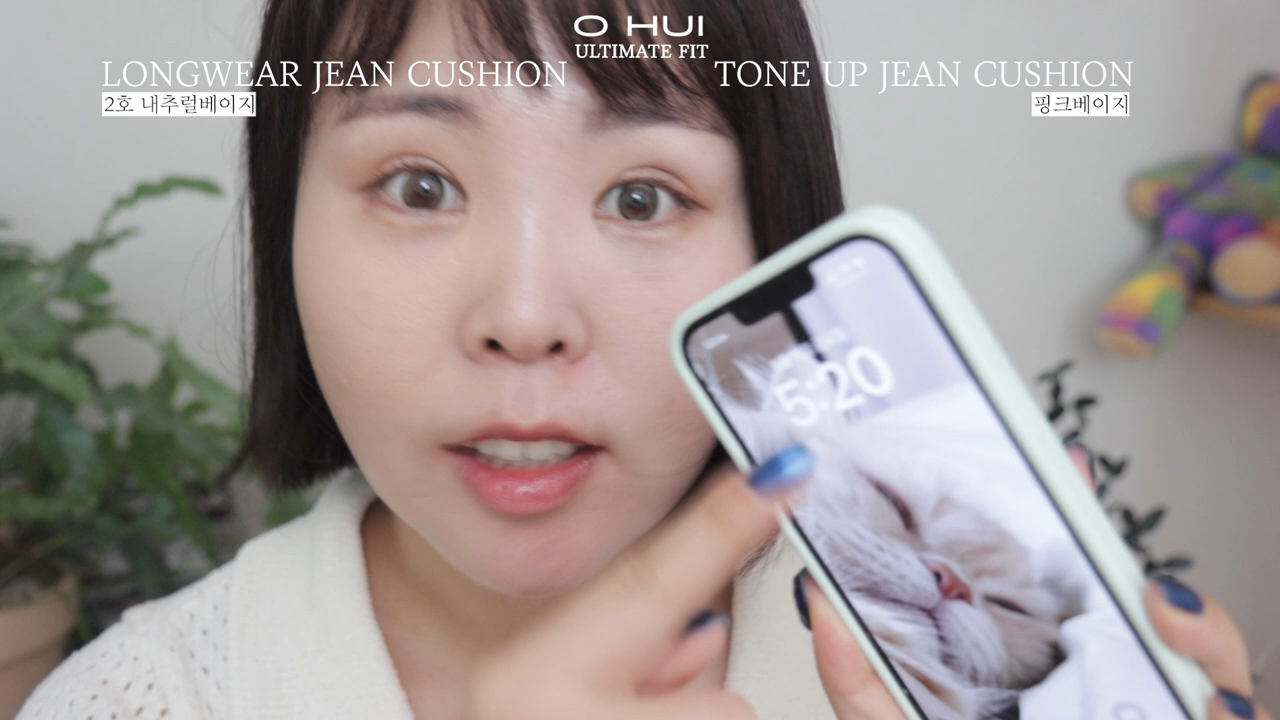 O HUI
ULTIMATE FIT
LONGWEAR JEAN CUSHION
2호 내추럴베이지
TONE UP JEAN CUSHION
핑크베이지
5:20